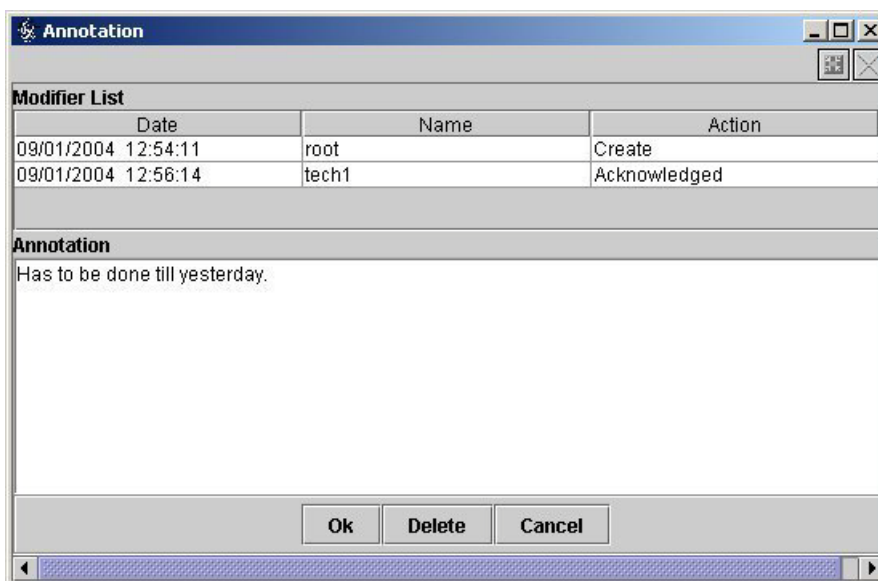 Annotation
Modifier List
Date Name Action
09/01/2004 12:54:11 root Create
09/01/2004 12:56:14 tech1 Acknowledged
Annotation
Has to be done till yesterday.
Ok Delete Cancel